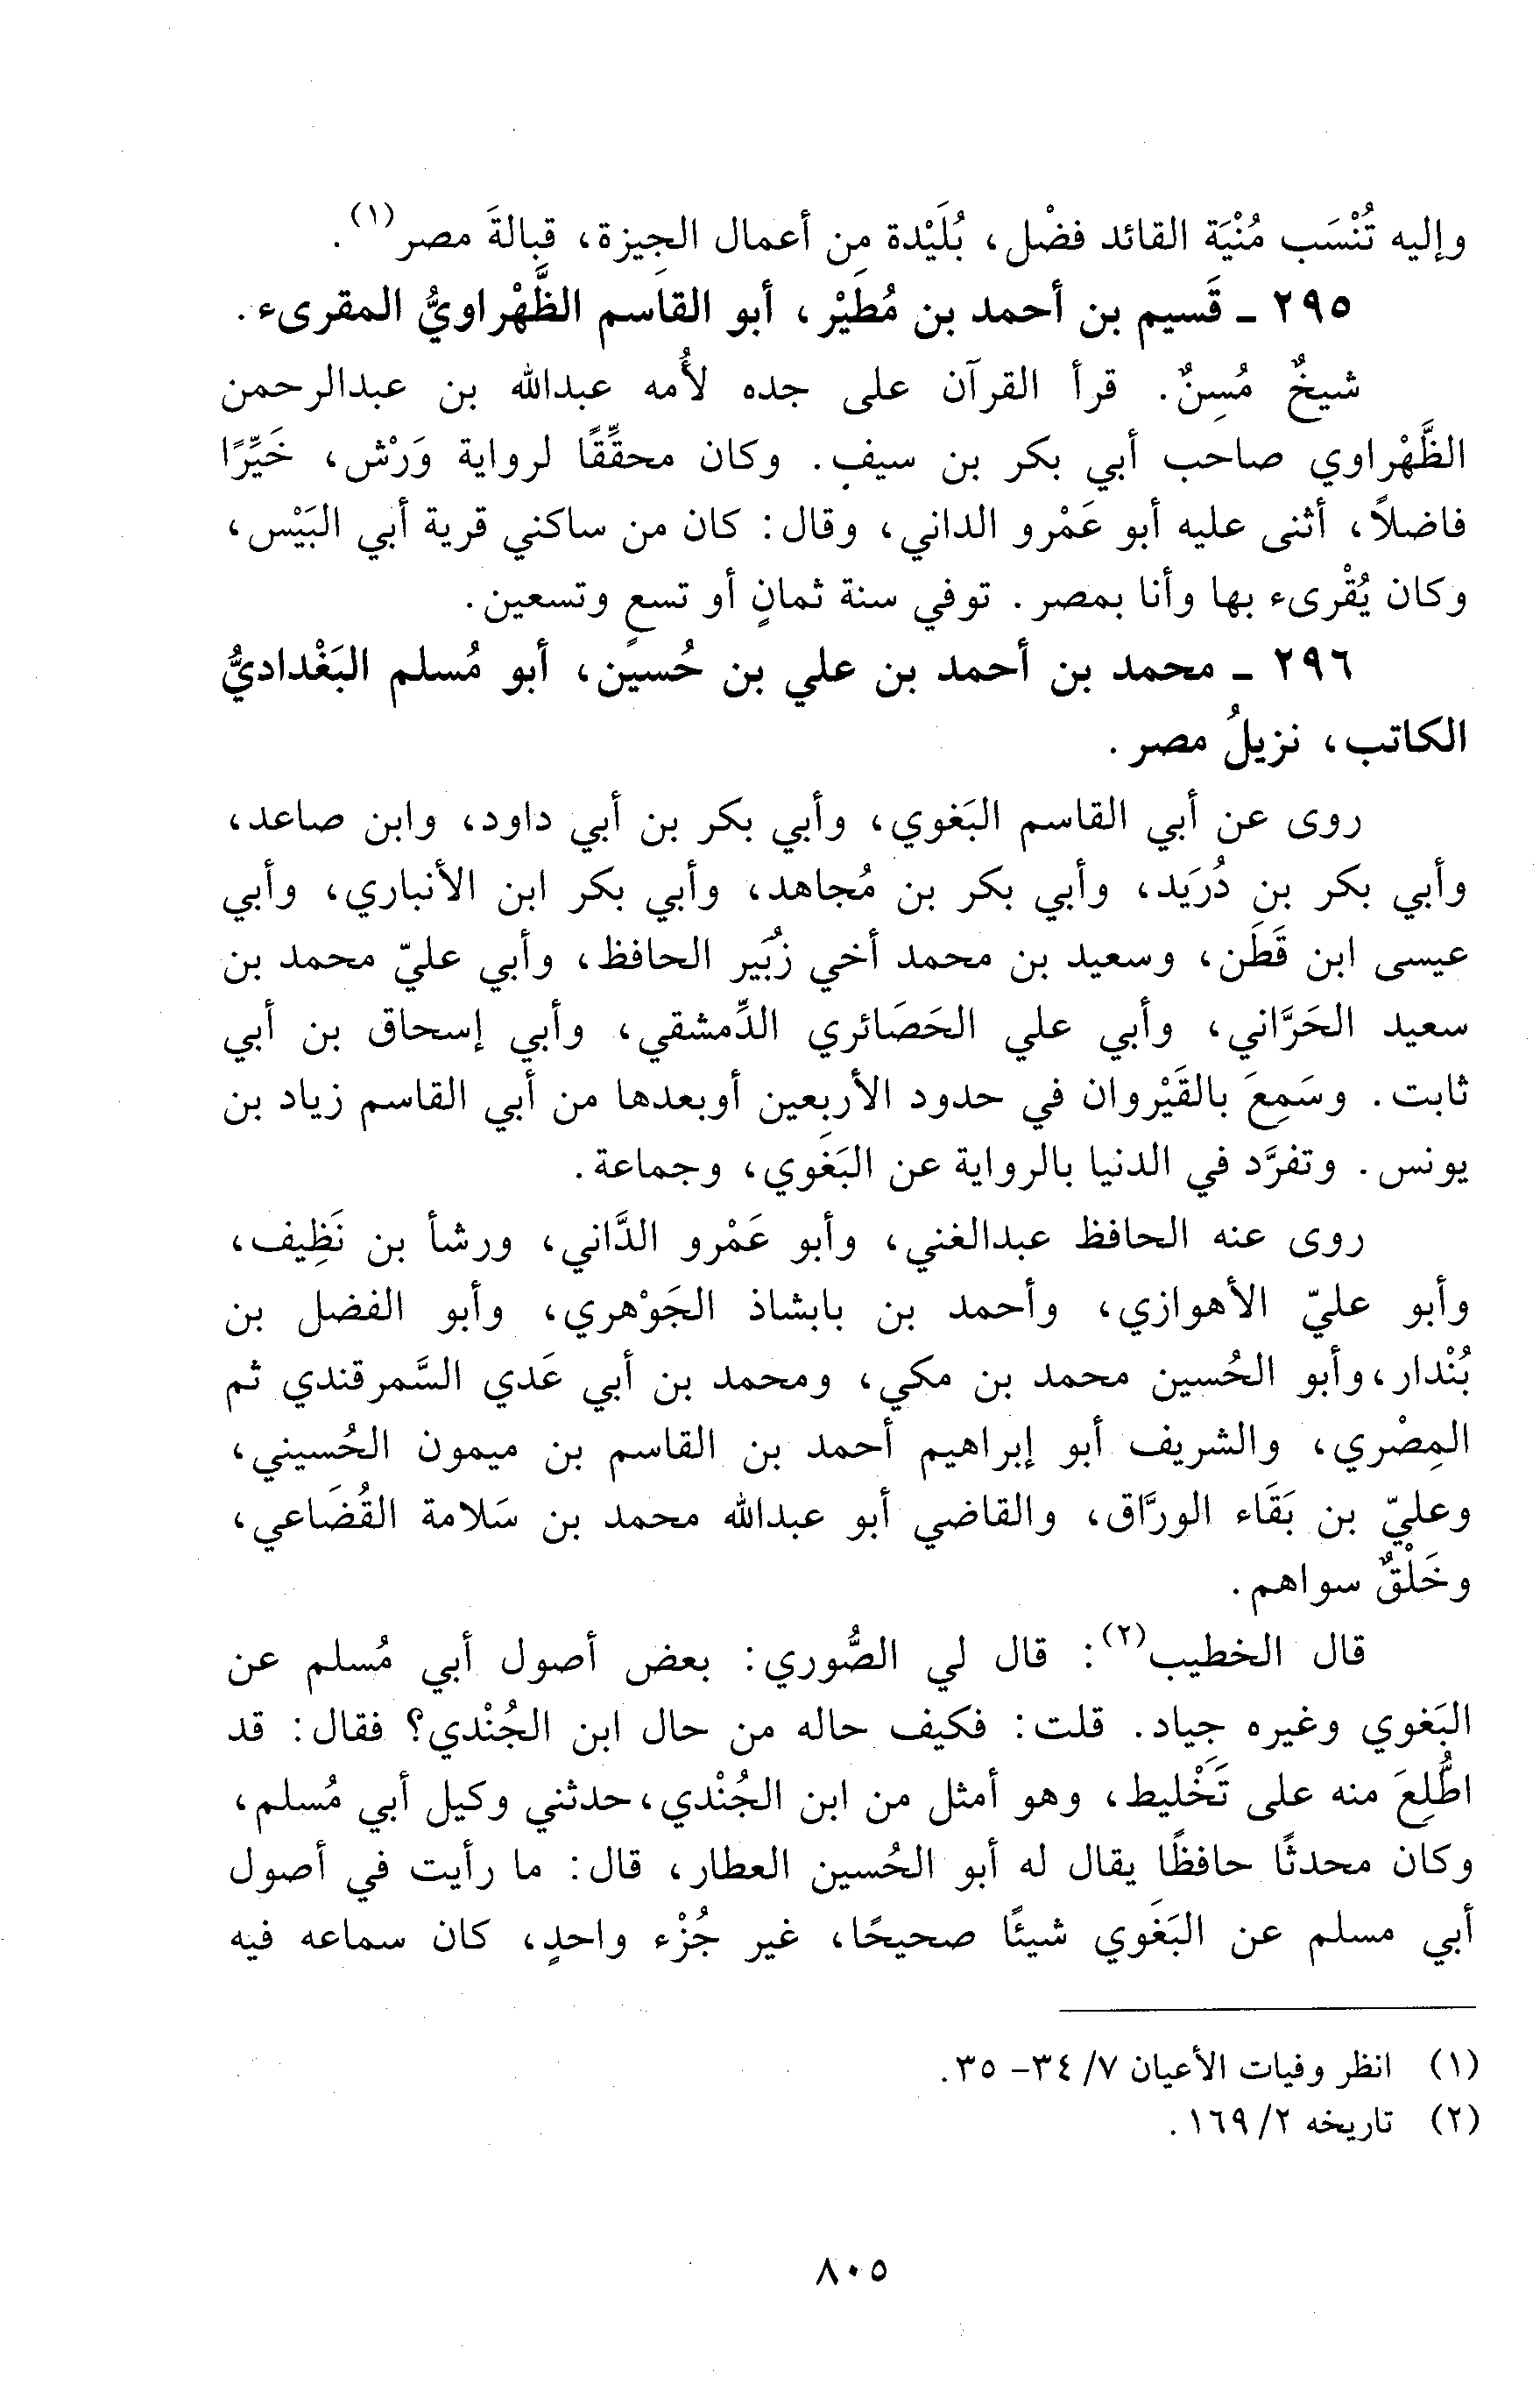 وإليه تُنْسَب مُنْيَة القائد فضْل، بُلَيْدة مِن أعمال الجِيزة، قبالةَ مصر(١).
٢٩٥ - قَسيم بن أحمد بن مُطَيْر، أبو القاسم الظَّهْراويُّ المقرىء.
شيخٌ مُسِنٌ. قرأ القرآن على جده لأُمه عبدالله بن عبدالرحمن
الظَّهْراوي صاحب أبي بكر بن سيف. وكان محقِّقًا لرواية وَرْش، خَيِّرًا
فاضلاً، أثنى عليه أبو عَمْرو الداني، وقال: كان من ساكني قرية أبي البَيْس،
وكان يُقْرىء بها وأنا بمصر. توفي سنة ثمانٍ أو تسعٍ وتسعين.
٢٩٦ - محمد بن أحمد بن علي بن حُسين، أبو مُسلم البَغْداديُّ
الكاتب، نزيلُ مصر.
روى عن أبي القاسم البَغوي، وأبي بكر بن أبي داود، وابن صاعد،
وأبي بكر بن دُرَيد، وأبي بكر بن مُجاهد، وأبي بكر ابن الأنباري، وأبي
عيسى ابن قَطَن، وسعيد بن محمد أخي زُبَير الحافظ، وأبي عليّ محمد بن
سعيد الحَرَّاني، وأبي علي الحَصَائري الدِّمشقي، وأبي إسحاق بن أبي
ثابت. وسَمِعَ بالقَيْروان في حدود الأربعين أوبعدها من أبي القاسم زياد بن
يونس. وتفرَّد في الدنيا بالرواية عن البَغَوي، وجماعة.
روى عنه الحافظ عبدالغني، وأبو عَمْرو الدَّاني، ورشأ بن نَظِيف،
وأبو عليّ الأهوازي، وأحمد بن بابشاذ الجَوْهري، وأبو الفضل بن
بُنْدار،وأبو الحُسين محمد بن مكي، ومحمد بن أبي عَدي السَّمرقندي ثم
المِصْري، والشريف أبو إبراهيم أحمد بن القاسم بن ميمون الحُسيني،
وعليّ بن بَقَاء الورَّاق، والقاضي أبو عبدالله محمد بن سَلامة القُضَاعي،
وخَلْقٌ سواهم.
قال الخطيب(٢): قال لي الصُّوري: بعض أصول أبي مُسلم عن
البَغوي وغيره جياد. قلت: فكيف حاله من حال ابن الجُنْدي؟ فقال: قد
اطُّلِعَ منه على تَخْليط، وهو أمثل من ابن الجُنْدي،حدثني وكيل أبي مُسلم،
وكان محدثًا حافظًا يقال له أبو الحُسين العطار، قال: ما رأيت في أصول
أبي مسلم عن البَغَوي شيئًا صحيحًا، غير جُزْء واحدٍ، كان سماعه فيه
(١) انظر وفيات الأعيان ٧/ ٣٤- ٣٥.
(٢) تاريخه ٢/ ١٦٩.
٨٠٥